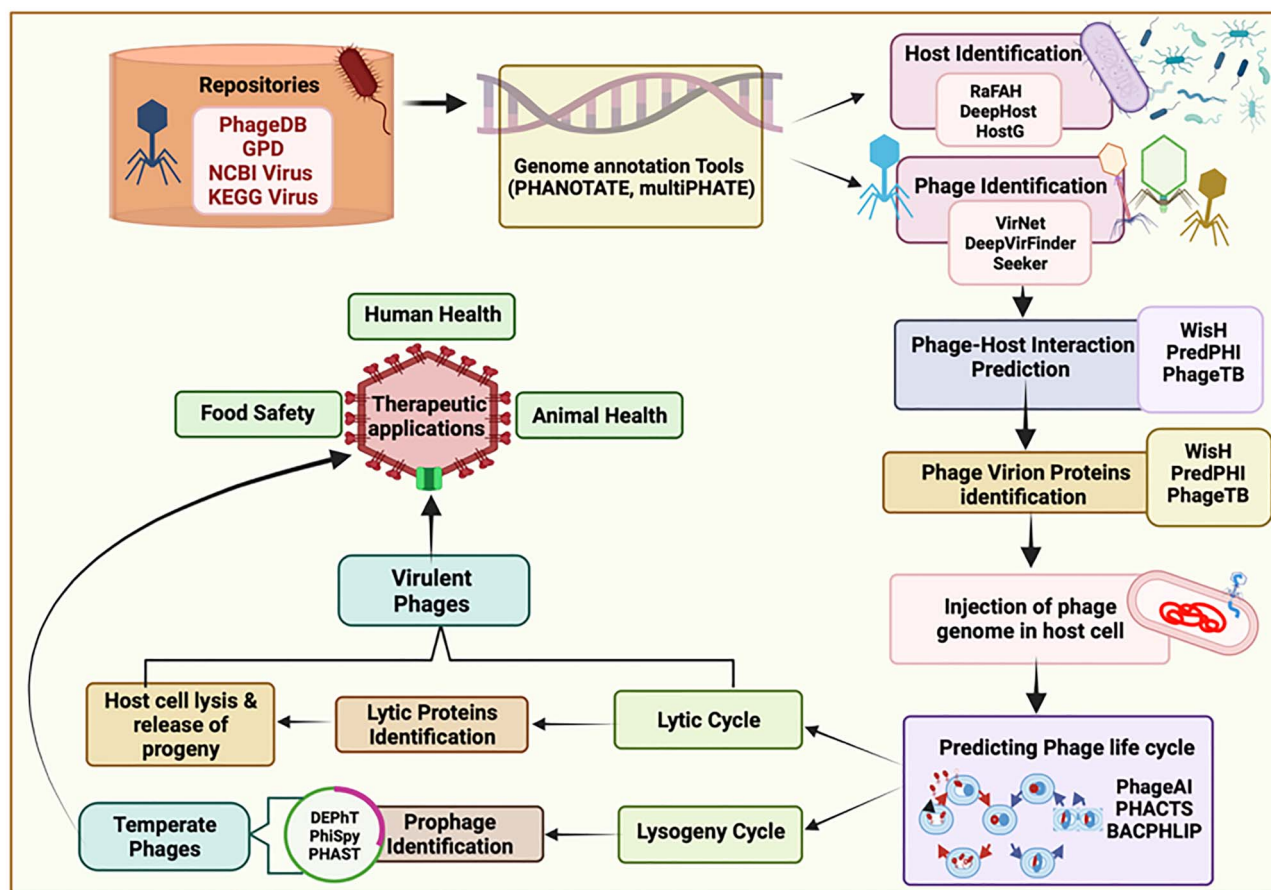 Repositories
PhageDB
GPD
NCBI Virus
KEGG Virus
Genome annotation Tools
(PHANOTATE, multiPHATE)
Host Identification
RaFAH
DeepHost
HostG
Phage Identification
VirNet
DeepVirFinder
Seeker
Phage-Host Interaction
Prediction
WisH
PredPHI
PhageTB
Phage Virion Proteins
identification
WisH
PredPHI
PhageTB
Injection of phage
genome in host cell
Predicting Phage life cycle
PhageAI
PHACTS
BACPHLIP
Lytic Cycle
Lytic Proteins
Identification
Host cell lysis &
release of
progeny
Virulent
Phages
Lysogeny Cycle
Prophage
Identification
DEPhT
PhiSpy
PHAST
Temperate
Phages
Human Health
Food Safety
Therapeutic
applications
Animal Health